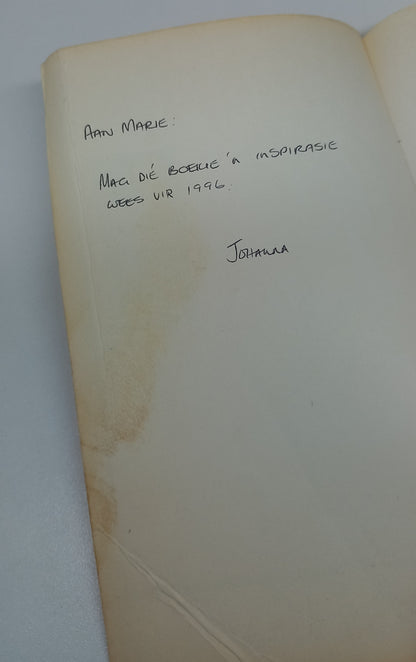 AAN MARIE:
MAG DIÉ BOEKIE 'n INSPIRASIE
WEES VIR 1996.
JOHANNA